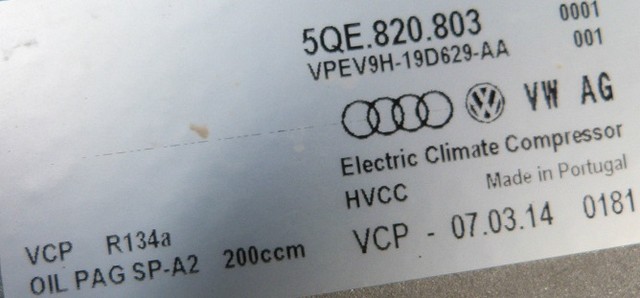 5QE.820.803 0001
VPEV9H-19D629-AA 001
VW AG
Electric Climate Compressor
HVCC Made in Portugal
VCP R134a
OIL PAG SP-A2 200ccm
VCP - 07.03.14 0181